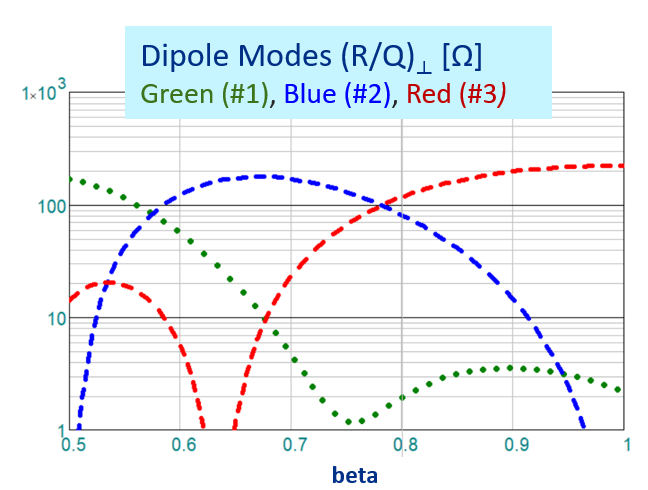 Dipole Modes (R/Q)⊥ [Ω]
Green (#1), Blue (#2), Red (#3)
1×10³
100
10
1
0.5 0.6 0.7 0.8 0.9 1
beta